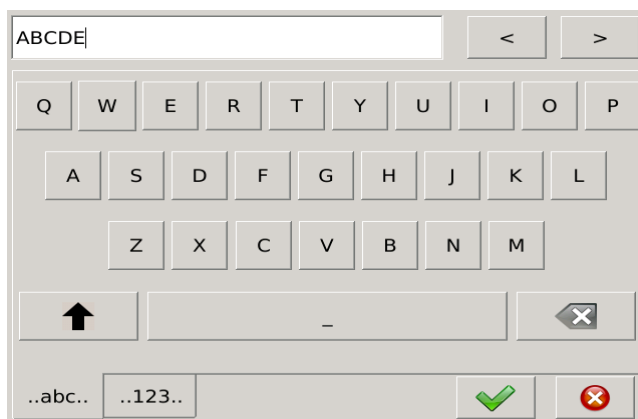 ABCDE < >
Q W E R T Y U I O P
A S D F G H J K L
Z X C V B N M
_
..abc.. ..123..